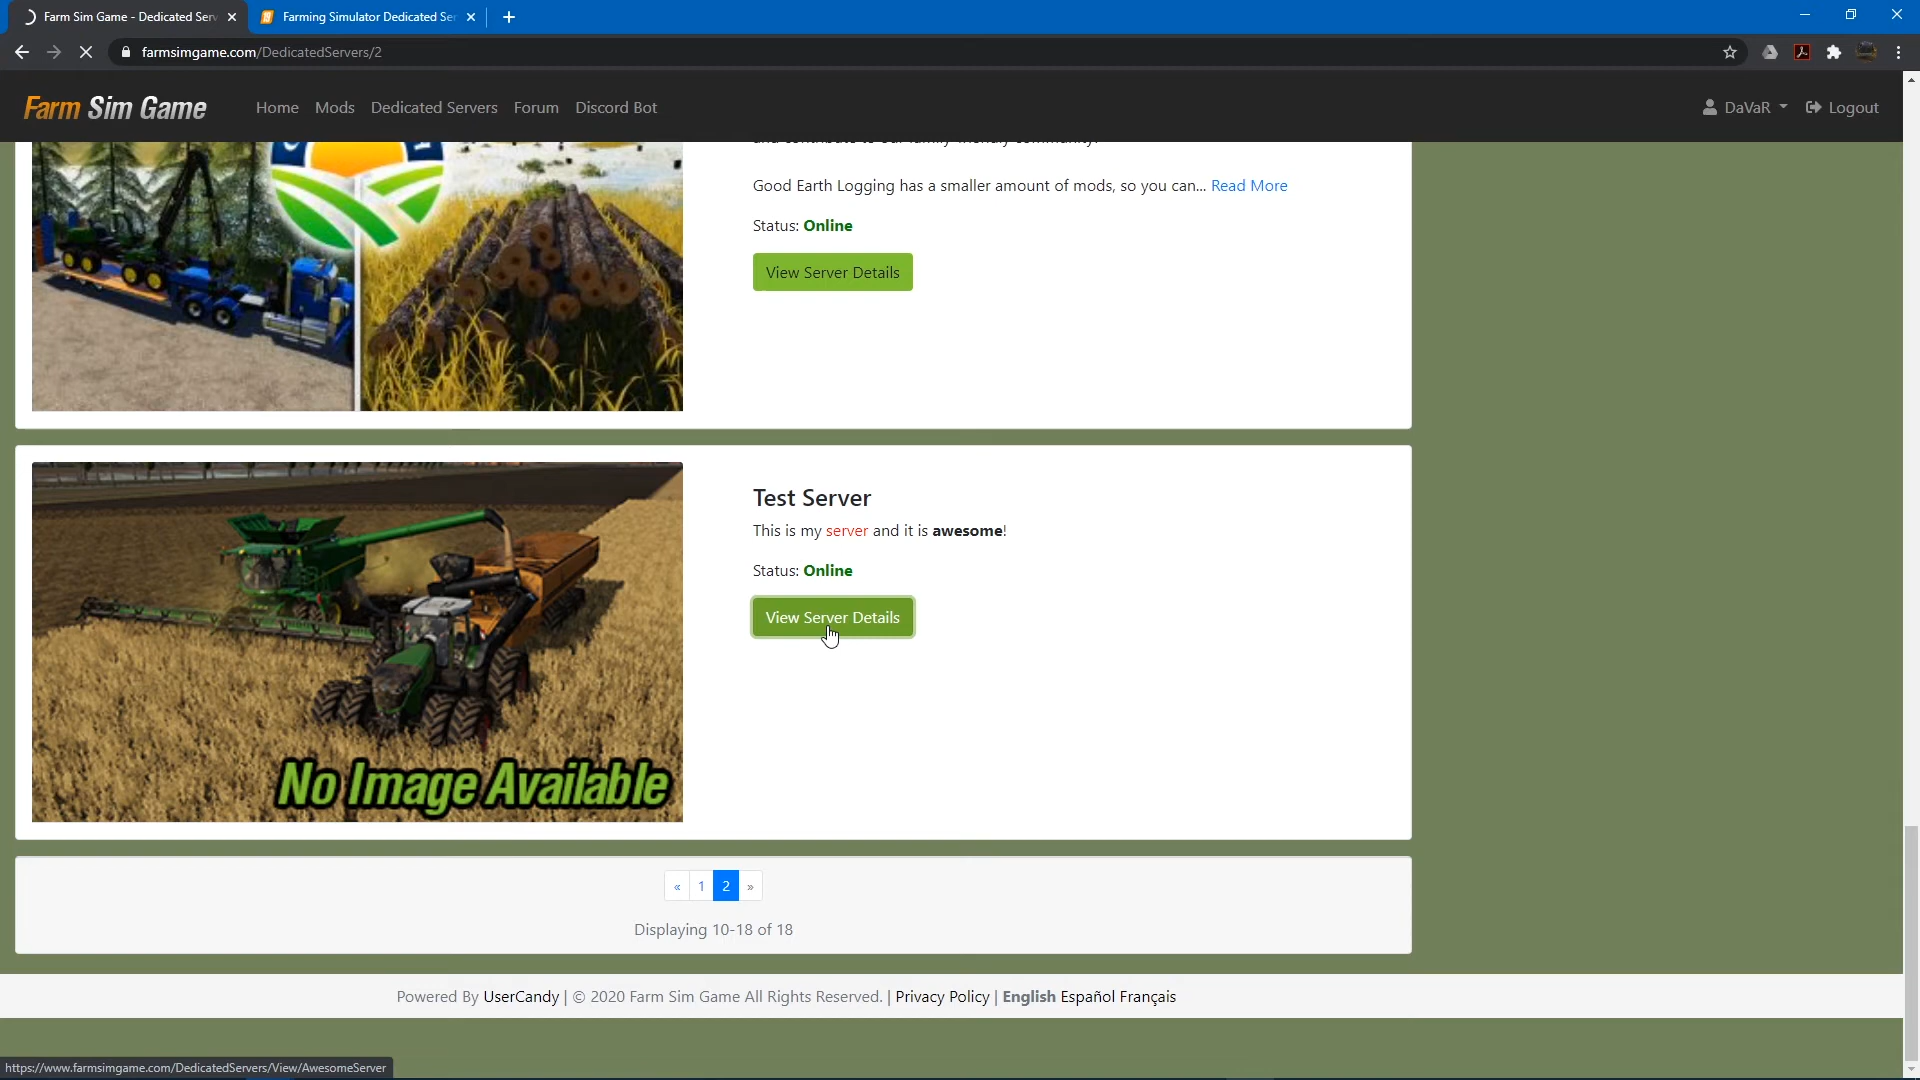 Farm Sim Game - Dedicated Serv
Farming Simulator Dedicated Ser
farmsimgame.com/DedicatedServers/2
Farm Sim Game
Home
Mods
Dedicated Servers
Forum
Discord Bot
DaVaR
Logout
Good Earth Logging has a smaller amount of mods, so you can... Read More
Status: Online
View Server Details
No Image Available
Test Server
This is my server and it is awesome!
Status: Online
View Server Details
« 1 2 »
Displaying 10-18 of 18
Powered By UserCandy | © 2020 Farm Sim Game All Rights Reserved. | Privacy Policy | English Español Français
https://www.farmsimgame.com/DedicatedServers/View/AwesomeServer